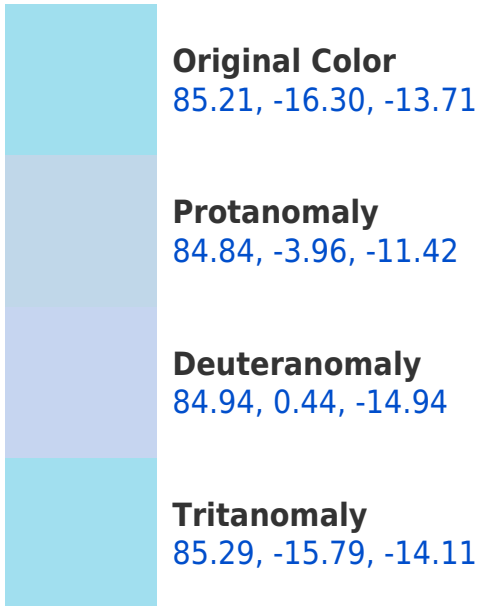 Original Color
85.21, -16.30, -13.71
Protanomaly
84.84, -3.96, -11.42
Deuteranomaly
84.94, 0.44, -14.94
Tritanomaly
85.29, -15.79, -14.11